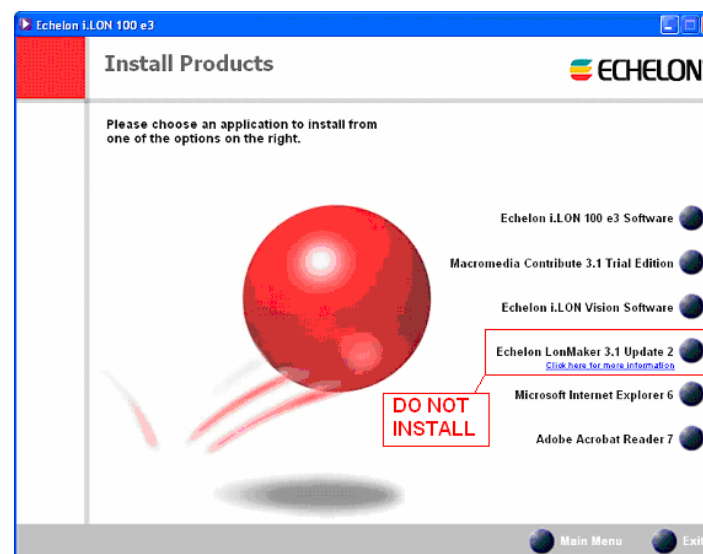 Echelon i.LON 100 e3
Install Products
ECHELON
Please choose an application to install from
one of the options on the right.
Echelon i.LON 100 e3 Software
Macromedia Contribute 3.1 Trial Edition
Echelon i.LON Vision Software
Echelon LonMaker 3.1 Update 2
Click here for more information
DO NOT
INSTALL
Microsoft Internet Explorer 6
Adobe Acrobat Reader 7
Main Menu
Exit